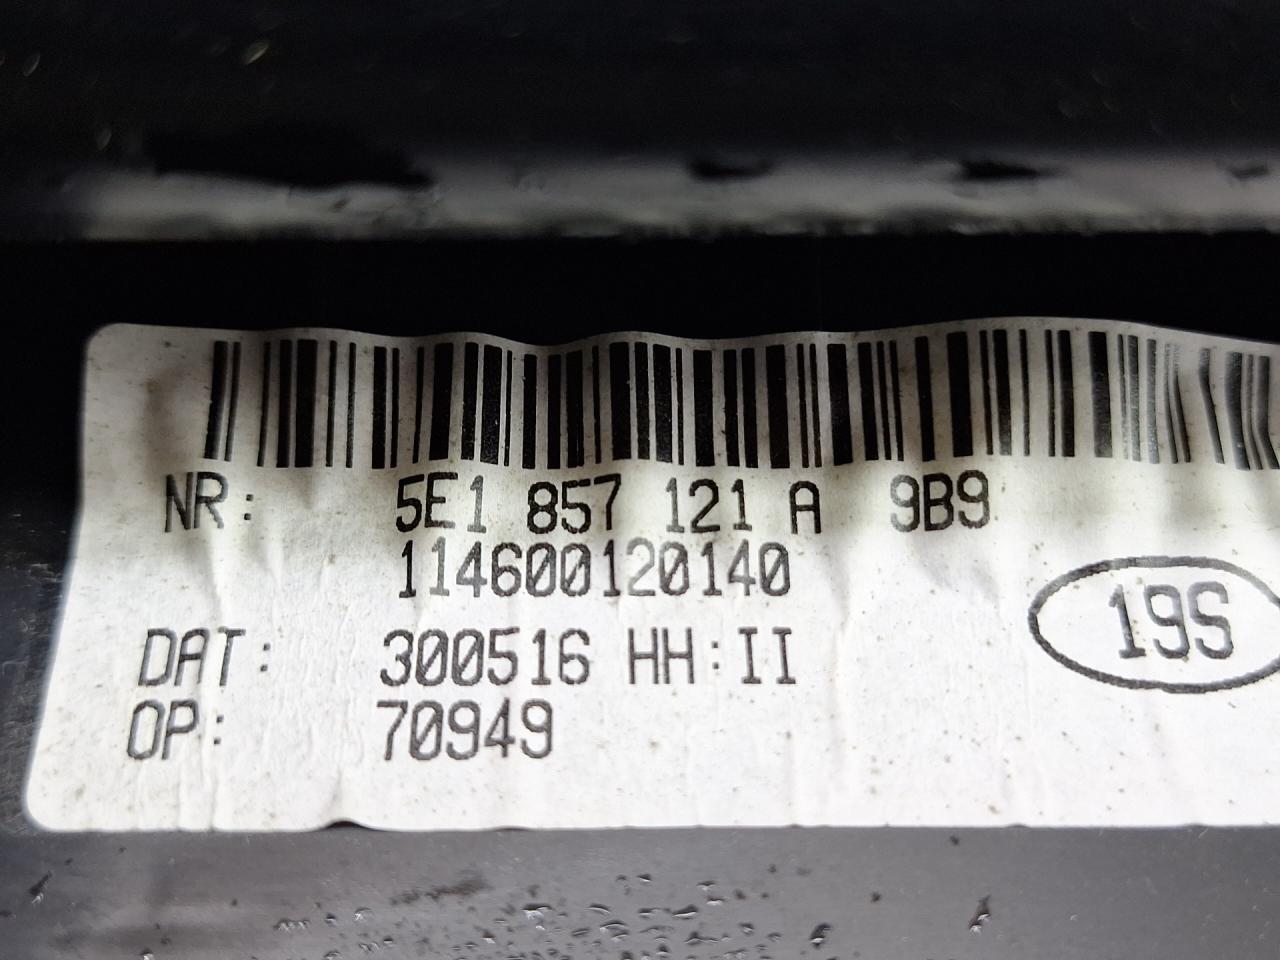 NR: 5E1 857 121 A 9B9
114600120140
19S
DAT: 300516 HH:II
OP: 70949